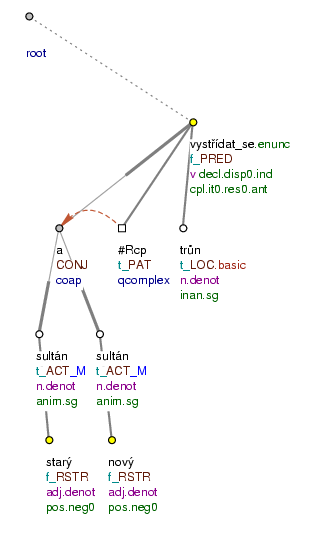 root
vystřídat_se.enunc
f_PRED
v decl.disp0.ind
cpl.it0.res0.ant
a
CONJ
coap
#Rcp
t_PAT
qcomplex
trůn
t_LOC.basic
n.denot
inan.sg
sultán
t_ACT_M
n.denot
anim.sg
sultán
t_ACT_M
n.denot
anim.sg
starý
f_RSTR
adj.denot
pos.neg0
nový
f_RSTR
adj.denot
pos.neg0